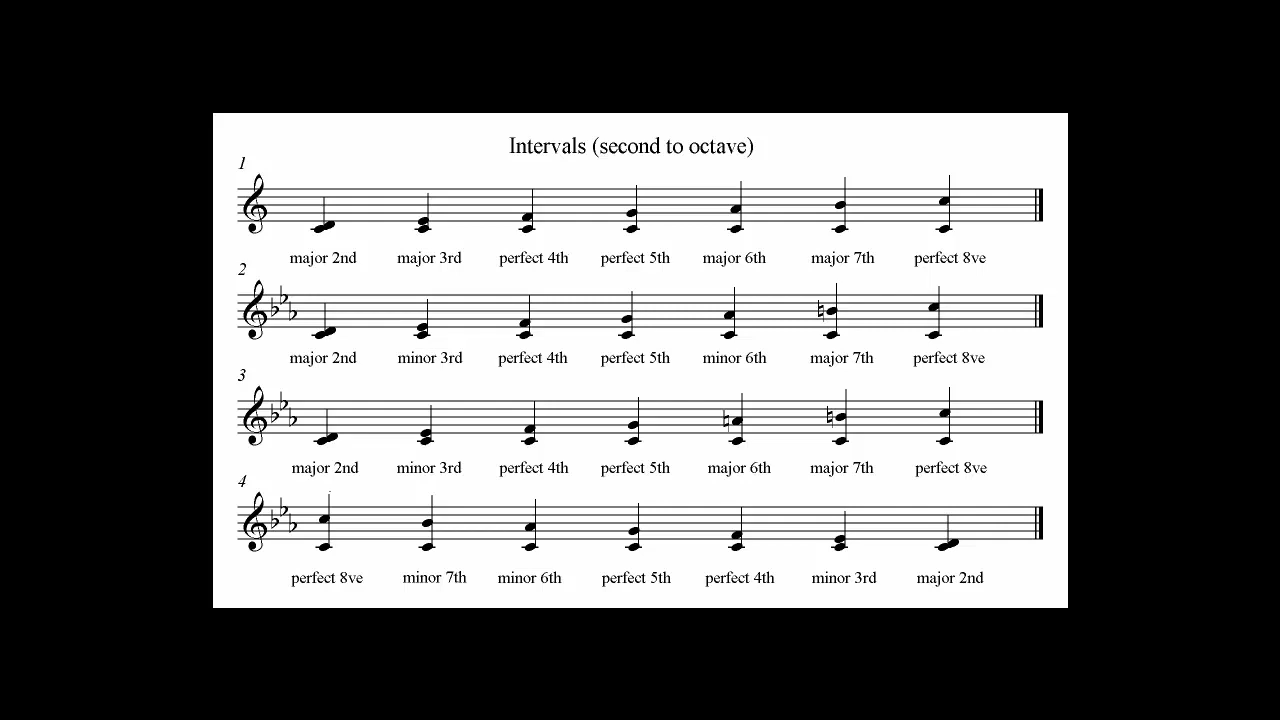 Intervals (second to octave)
1
major 2nd major 3rd perfect 4th perfect 5th major 6th major 7th perfect 8ve
2
major 2nd minor 3rd perfect 4th perfect 5th minor 6th major 7th perfect 8ve
3
major 2nd minor 3rd perfect 4th perfect 5th major 6th major 7th perfect 8ve
4
perfect 8ve minor 7th minor 6th perfect 5th perfect 4th minor 3rd major 2nd